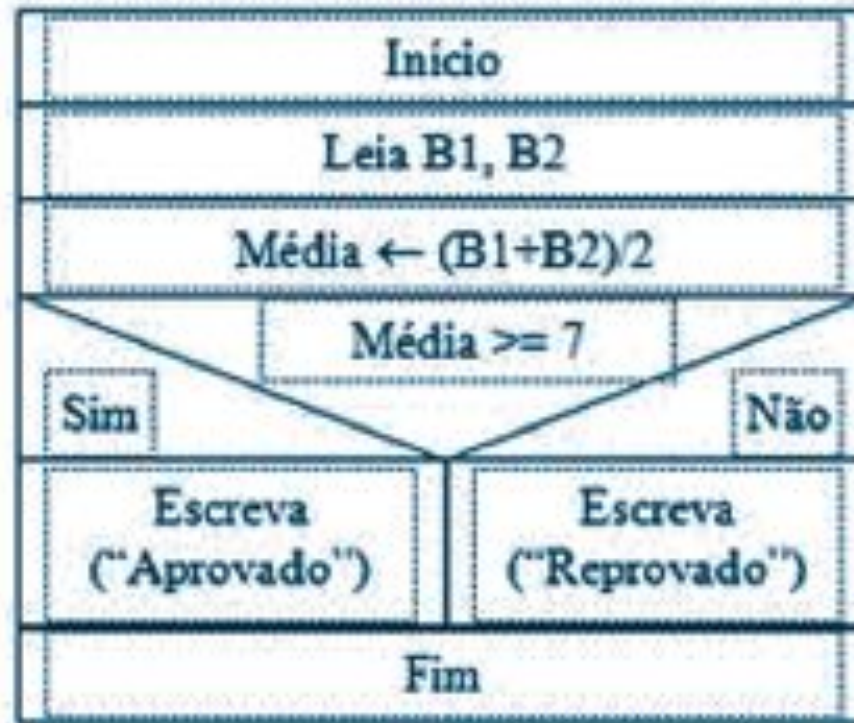 Início
Leia B1, B2
Média ← (B1+B2)/2
Média >= 7
Sim
Não
Escreva
("Aprovado")
Escreva
("Reprovado")
Fim